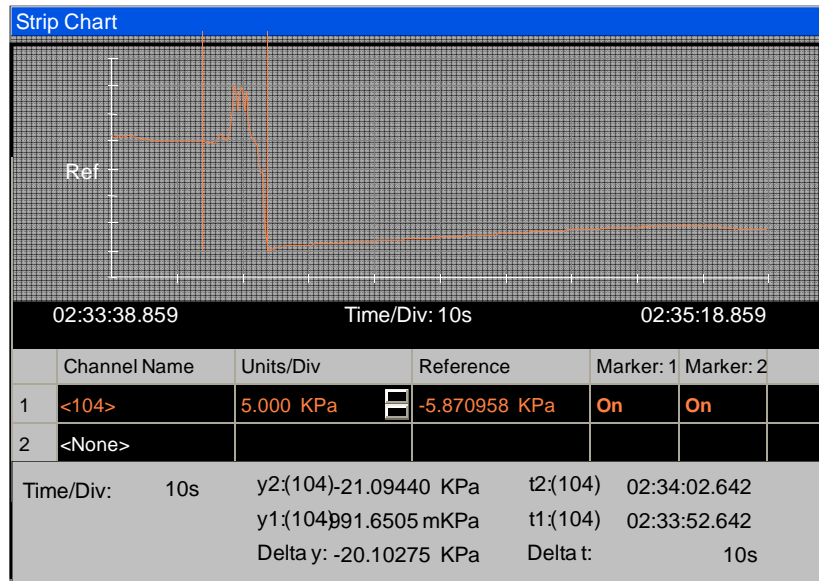 Strip Chart
Ref
02:33:38.859 Time/Div: 10s 02:35:18.859
Channel Name Units/Div Reference Marker: 1 Marker: 2
1 <104> 5.000 KPa -5.870958 KPa On On
2 <None>
Time/Div: 10s y2:(104) -21.09440 KPa t2:(104) 02:34:02.642
y1:(104) 991.6505 mKPa t1:(104) 02:33:52.642
Delta y: -20.10275 KPa Delta t: 10s